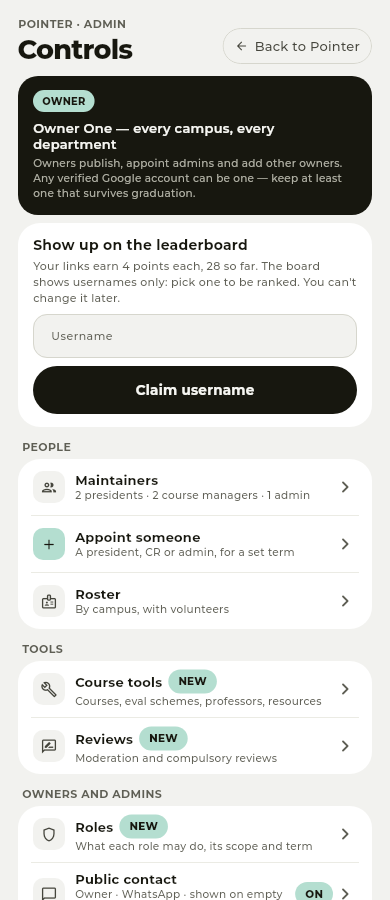 POINTER · ADMIN
Controls
← Back to Pointer
OWNER
Owner One — every campus, every
department
Owners publish, appoint admins and add other owners.
Any verified Google account can be one — keep at least
one that survives graduation.
Show up on the leaderboard
Your links earn 4 points each, 28 so far. The board
shows usernames only: pick one to be ranked. You can't
change it later.
Username
Claim username
PEOPLE
Maintainers
2 presidents · 2 course managers · 1 admin
Appoint someone
A president, CR or admin, for a set term
Roster
By campus, with volunteers
TOOLS
Course tools NEW
Courses, eval schemes, professors, resources
Reviews NEW
Moderation and compulsory reviews
OWNERS AND ADMINS
Roles NEW
What each role may do, its scope and term
Public contact
Owner · WhatsApp · shown on empty ON